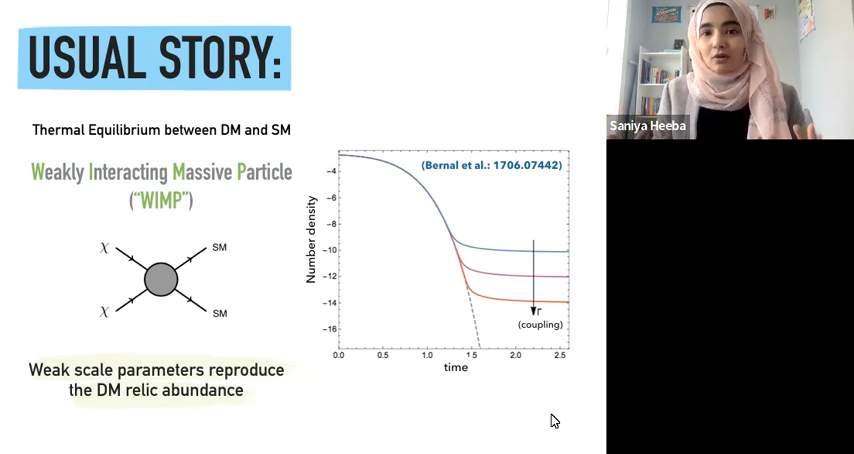 USUAL STORY:
Thermal Equilibrium between DM and SM
Weakly Interacting Massive Particle
("WIMP")
χ
SM
χ
SM
Weak scale parameters reproduce
the DM relic abundance
(Bernal et al.: 1706.07442)
Number density
−4
−6
−8
−10
−12
−14
−16
Γ
(coupling)
0.0 0.5 1.0 1.5 2.0 2.5
time
Saniya Heeba